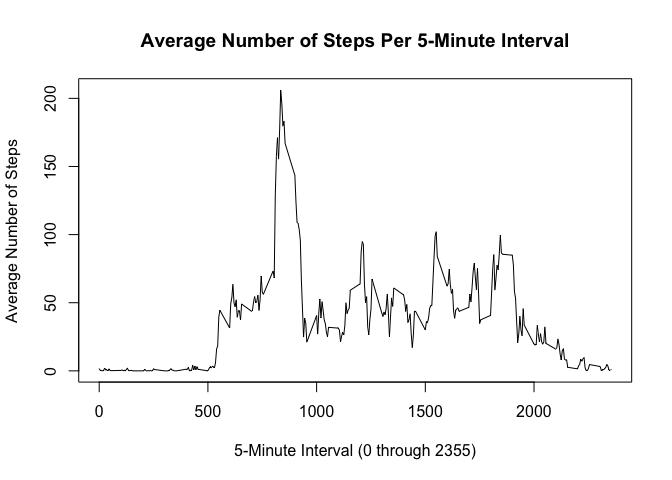 Average Number of Steps Per 5-Minute Interval
Average Number of Steps
200
150
100
50
0
0 500 1000 1500 2000
5-Minute Interval (0 through 2355)